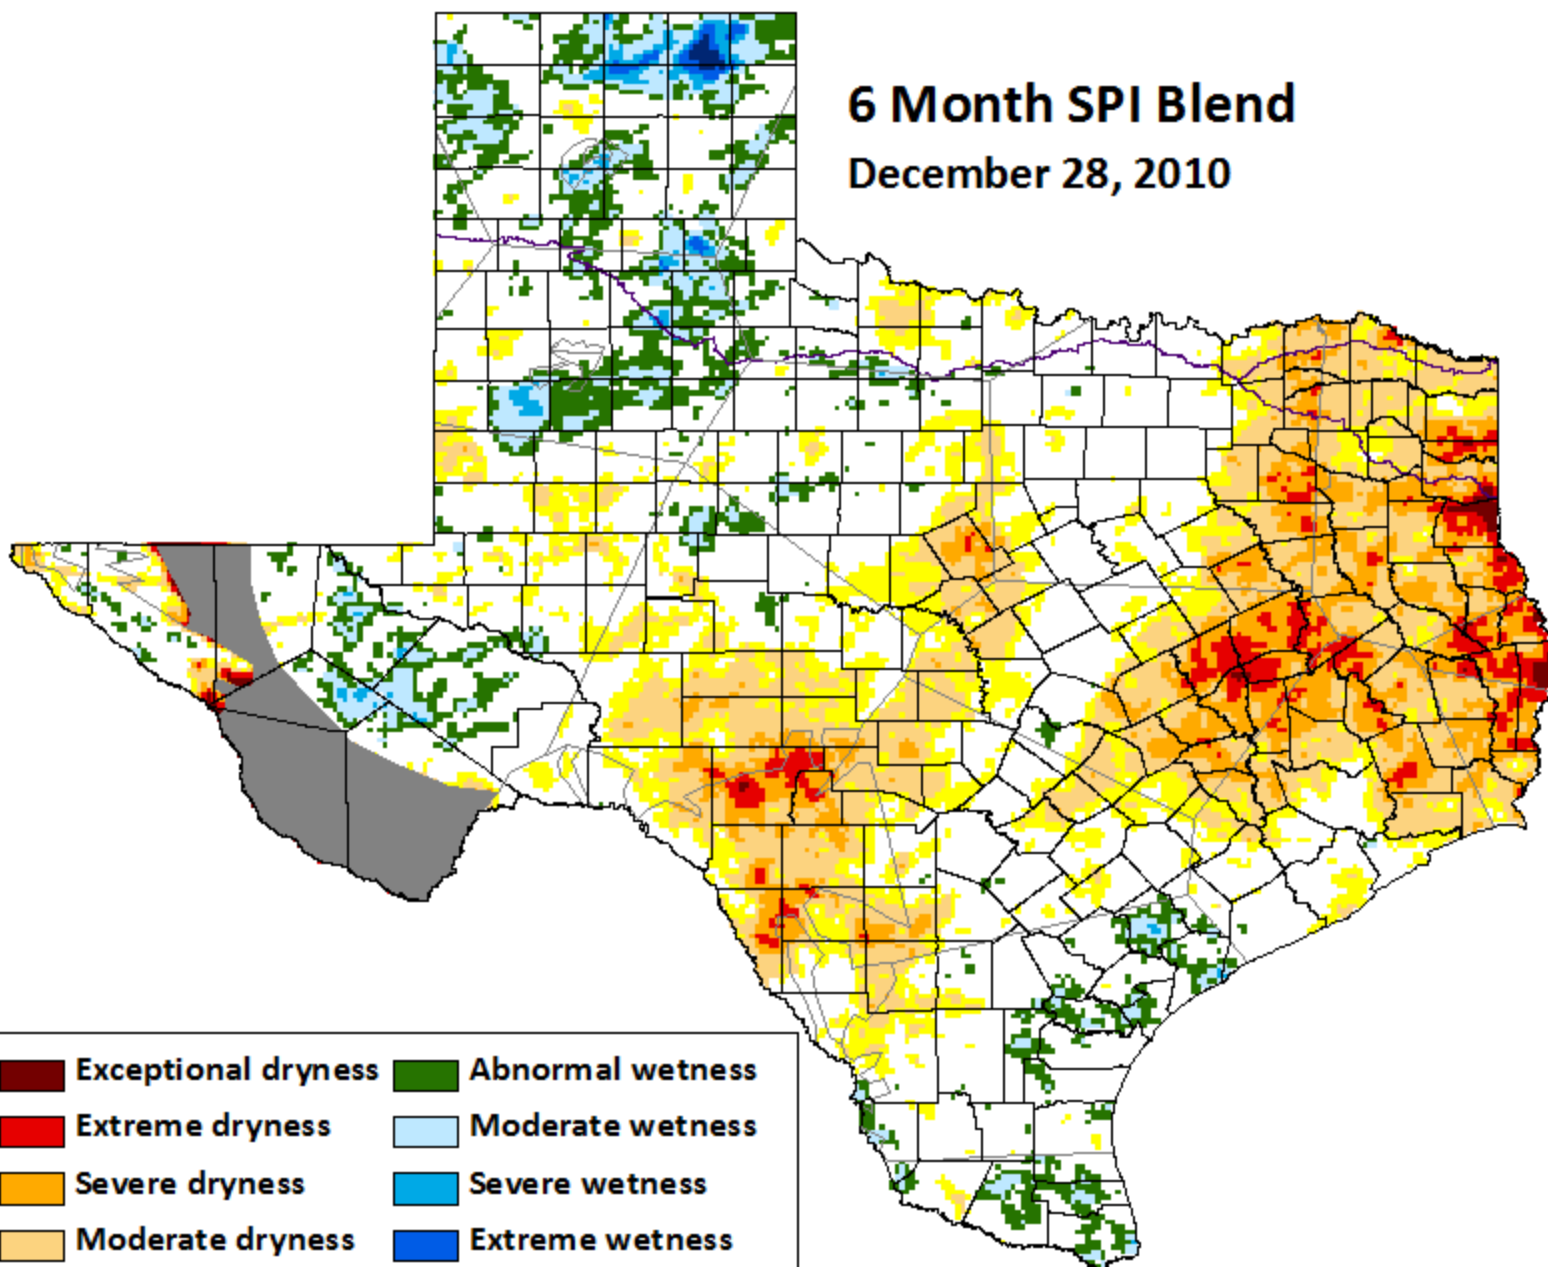 6 Month SPI Blend
December 28, 2010
Exceptional dryness
Abnormal wetness
Extreme dryness
Moderate wetness
Severe dryness
Severe wetness
Moderate dryness
Extreme wetness